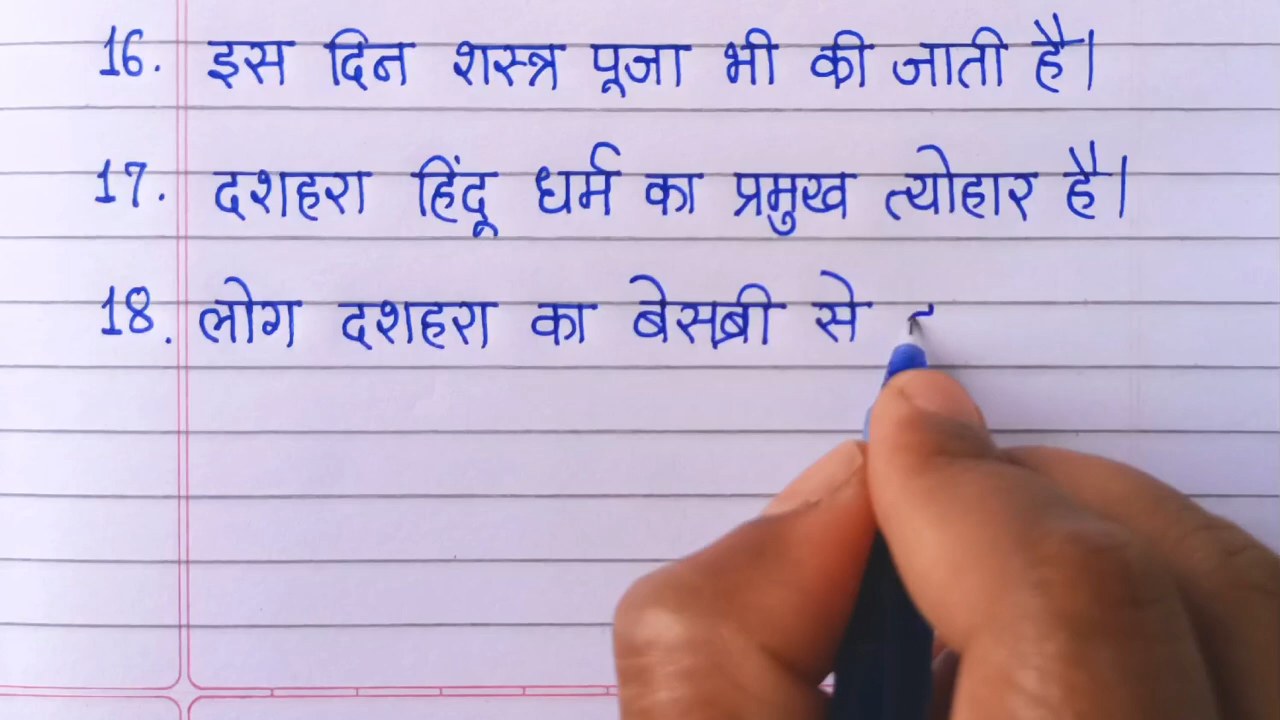 16. इस दिन शस्त्र पूजा भी की जाती है।
17. दशहरा हिंदू धर्म का प्रमुख त्योहार है।
18. लोग दशहरा का बेसब्री से